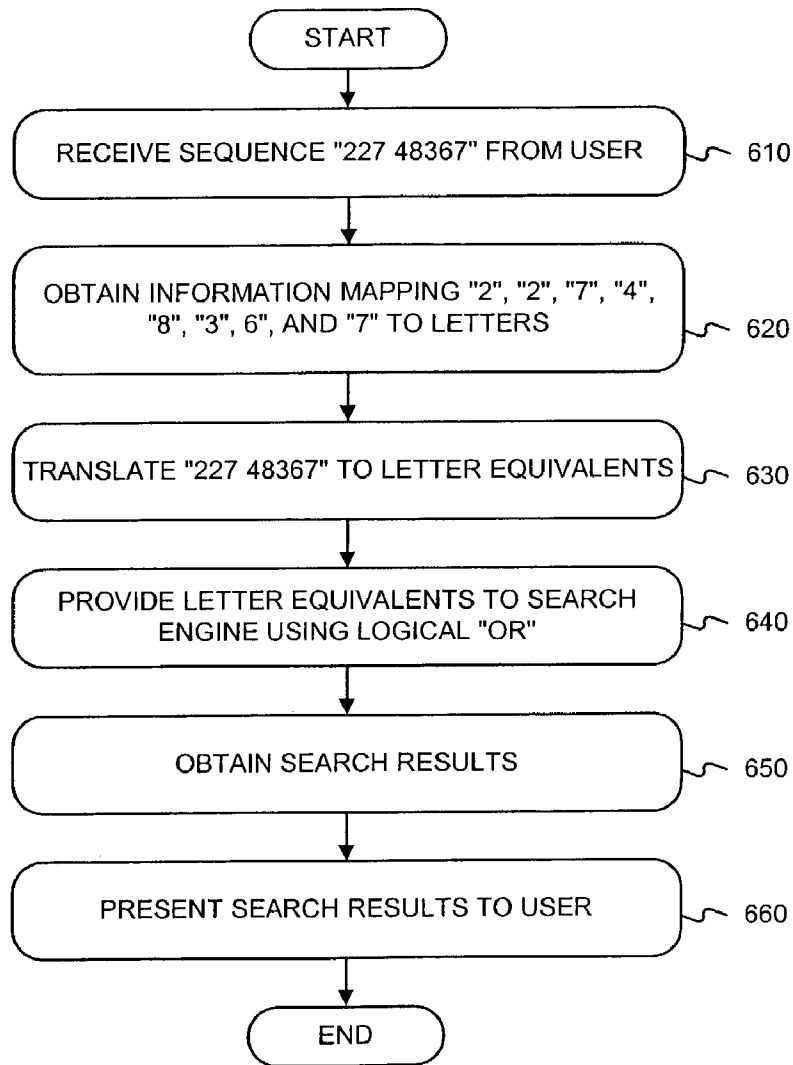 START
RECEIVE SEQUENCE "227 48367" FROM USER
610
OBTAIN INFORMATION MAPPING "2", "2", "7", "4",
"8", "3", 6", AND "7" TO LETTERS
620
TRANSLATE "227 48367" TO LETTER EQUIVALENTS
630
PROVIDE LETTER EQUIVALENTS TO SEARCH
ENGINE USING LOGICAL "OR"
640
OBTAIN SEARCH RESULTS
650
PRESENT SEARCH RESULTS TO USER
660
END